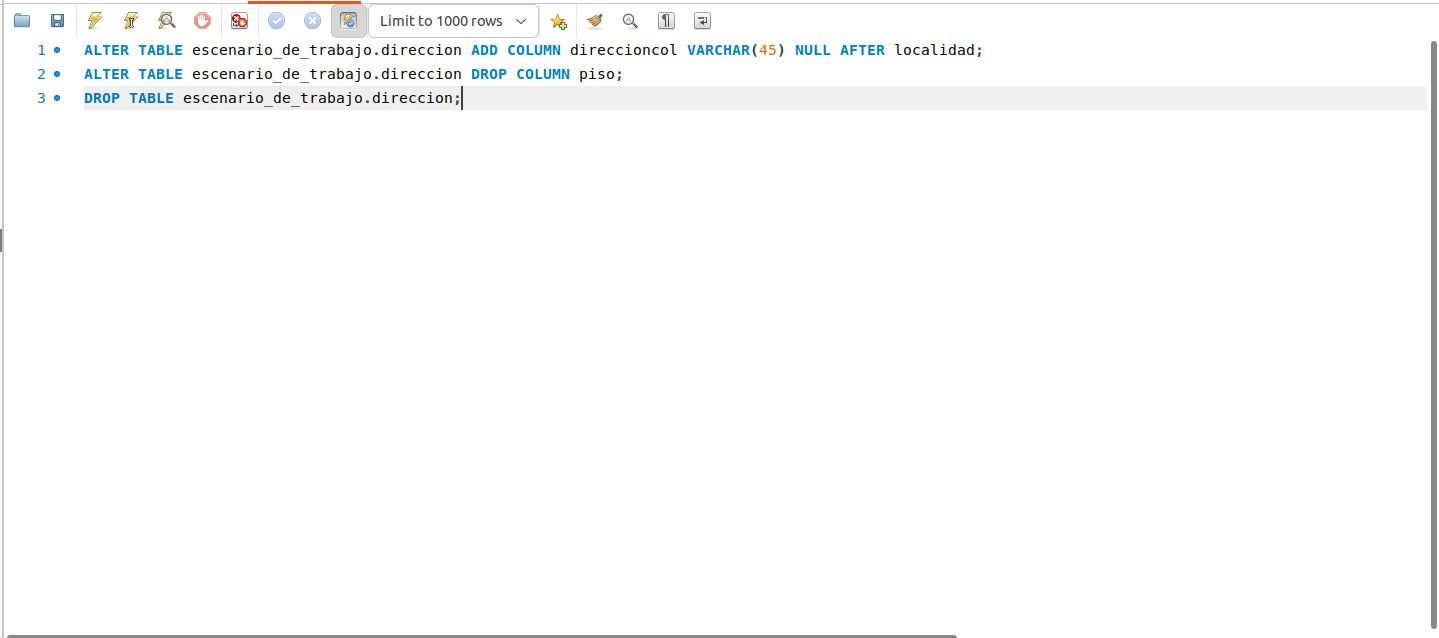 Limit to 1000 rows
1 ALTER TABLE escenario_de_trabajo.direccion ADD COLUMN direccioncol VARCHAR(45) NULL AFTER localidad;
2 ALTER TABLE escenario_de_trabajo.direccion DROP COLUMN piso;
3 DROP TABLE escenario_de_trabajo.direccion;